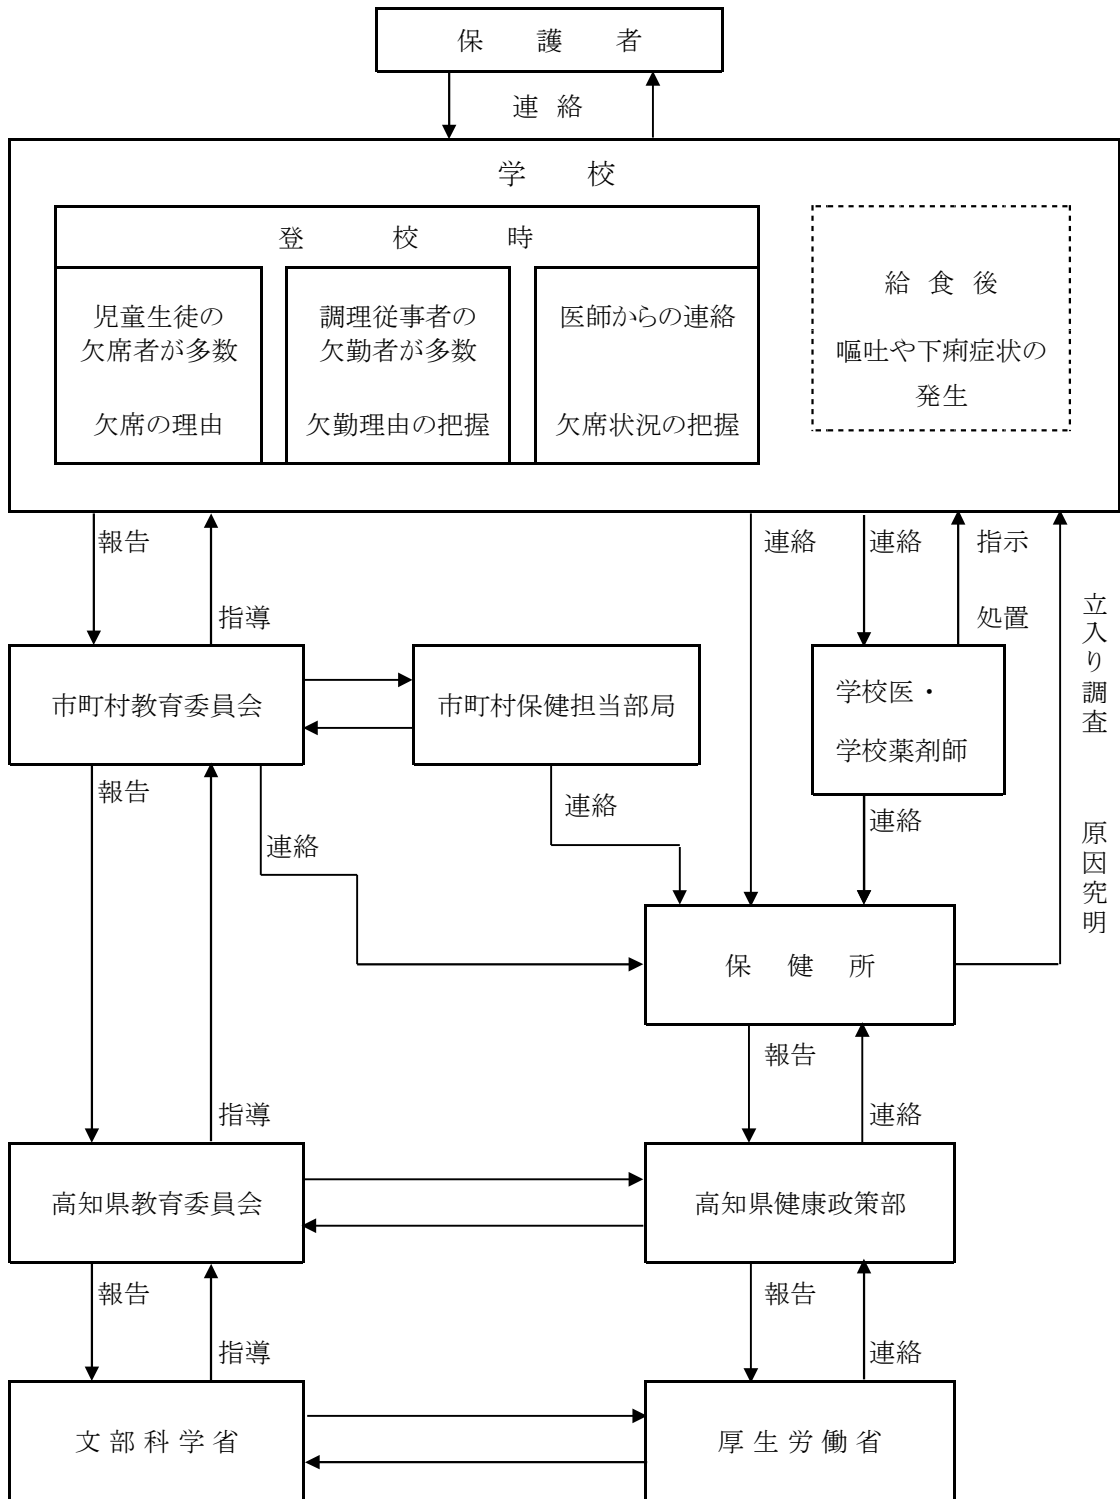 保護者
連絡
学校
登校時
児童生徒の
欠席者が多数
欠席の理由
調理従事者の
欠勤者が多数
欠勤理由の把握
医師からの連絡
欠席状況の把握
給食後
嘔吐や下痢症状の
発生
報告
指導
連絡
連絡
指示
処置
立入り調査
原因究明
市町村教育委員会
市町村保健担当部局
学校医・
学校薬剤師
報告
連絡
連絡
連絡
保健所
指導
報告
連絡
高知県教育委員会
高知県健康政策部
報告
指導
報告
連絡
文部科学省
厚生労働省